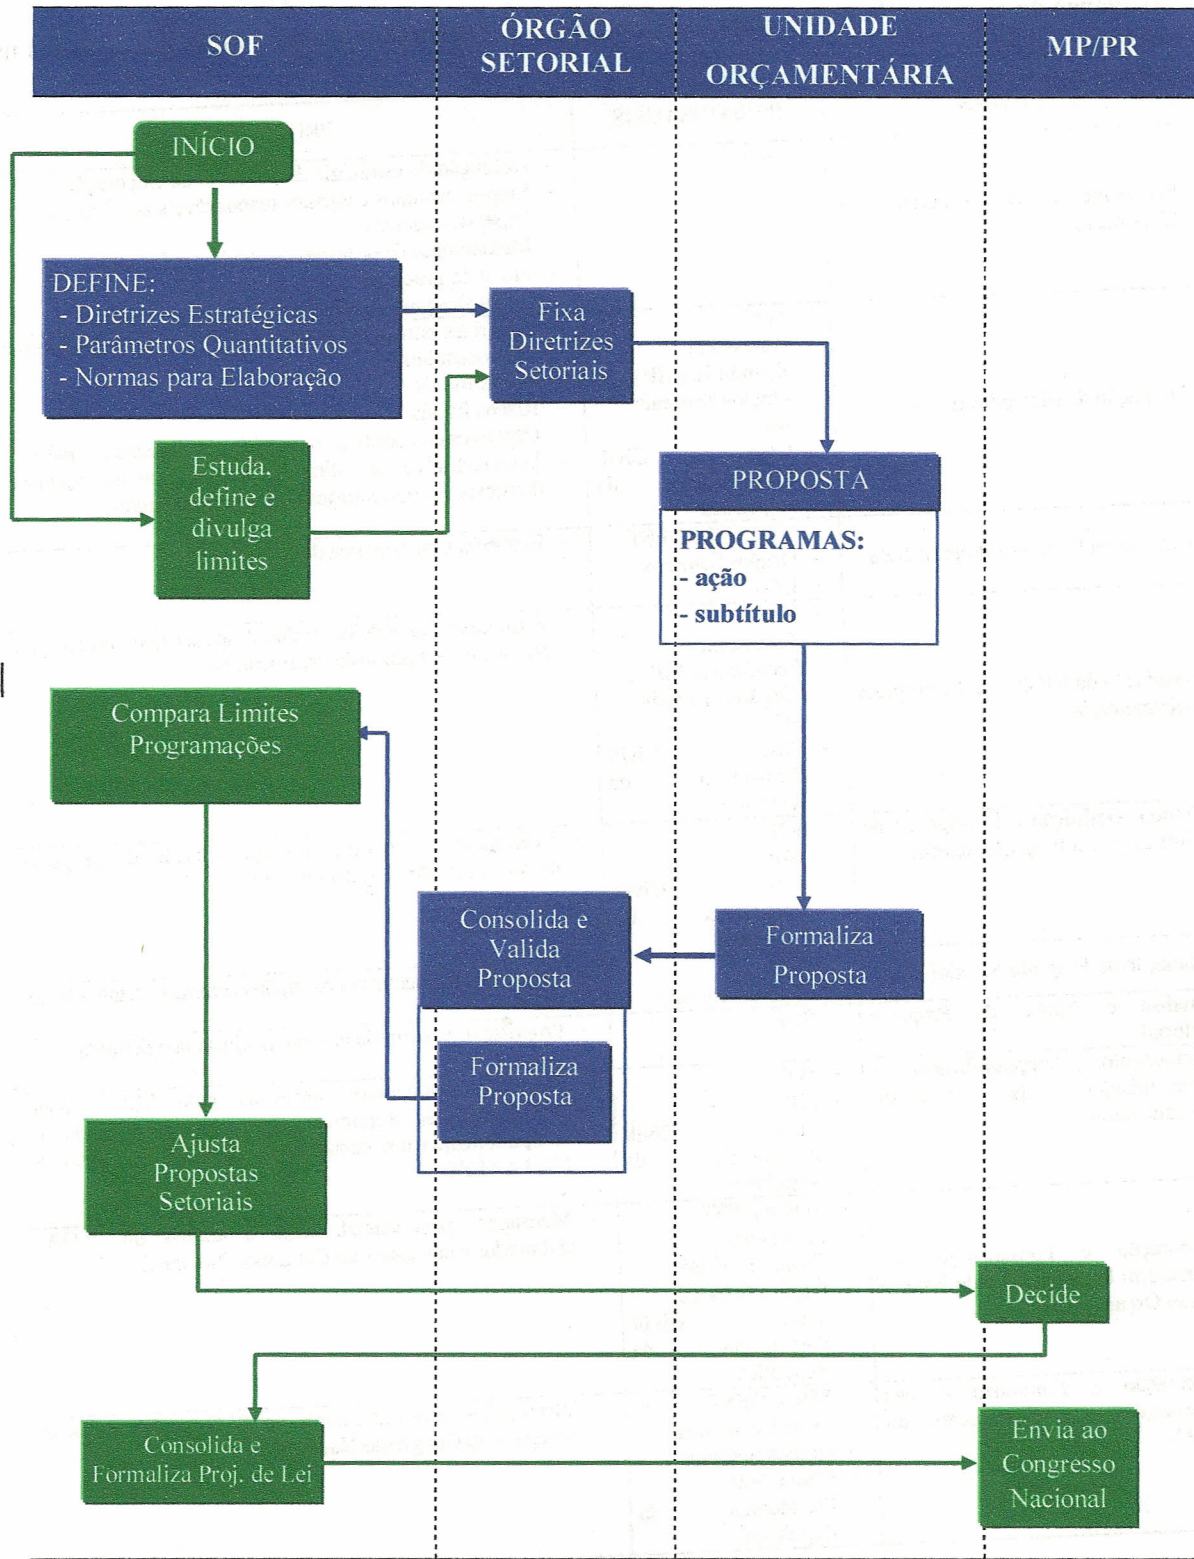 SOF
ÓRGÃO
SETORIAL
UNIDADE
ORÇAMENTÁRIA
MP/PR
INÍCIO
DEFINE:
- Diretrizes Estratégicas
- Parâmetros Quantitativos
- Normas para Elaboração
Fixa
Diretrizes
Setoriais
Estuda,
define e
divulga
limites
PROPOSTA
PROGRAMAS:
- ação
- subtítulo
Compara Limites
Programações
Consolida e
Valida
Proposta
Formaliza
Proposta
Formaliza
Proposta
Ajusta
Propostas
Setoriais
Decide
Consolida e
Formaliza Proj. de Lei
Envia ao
Congresso
Nacional